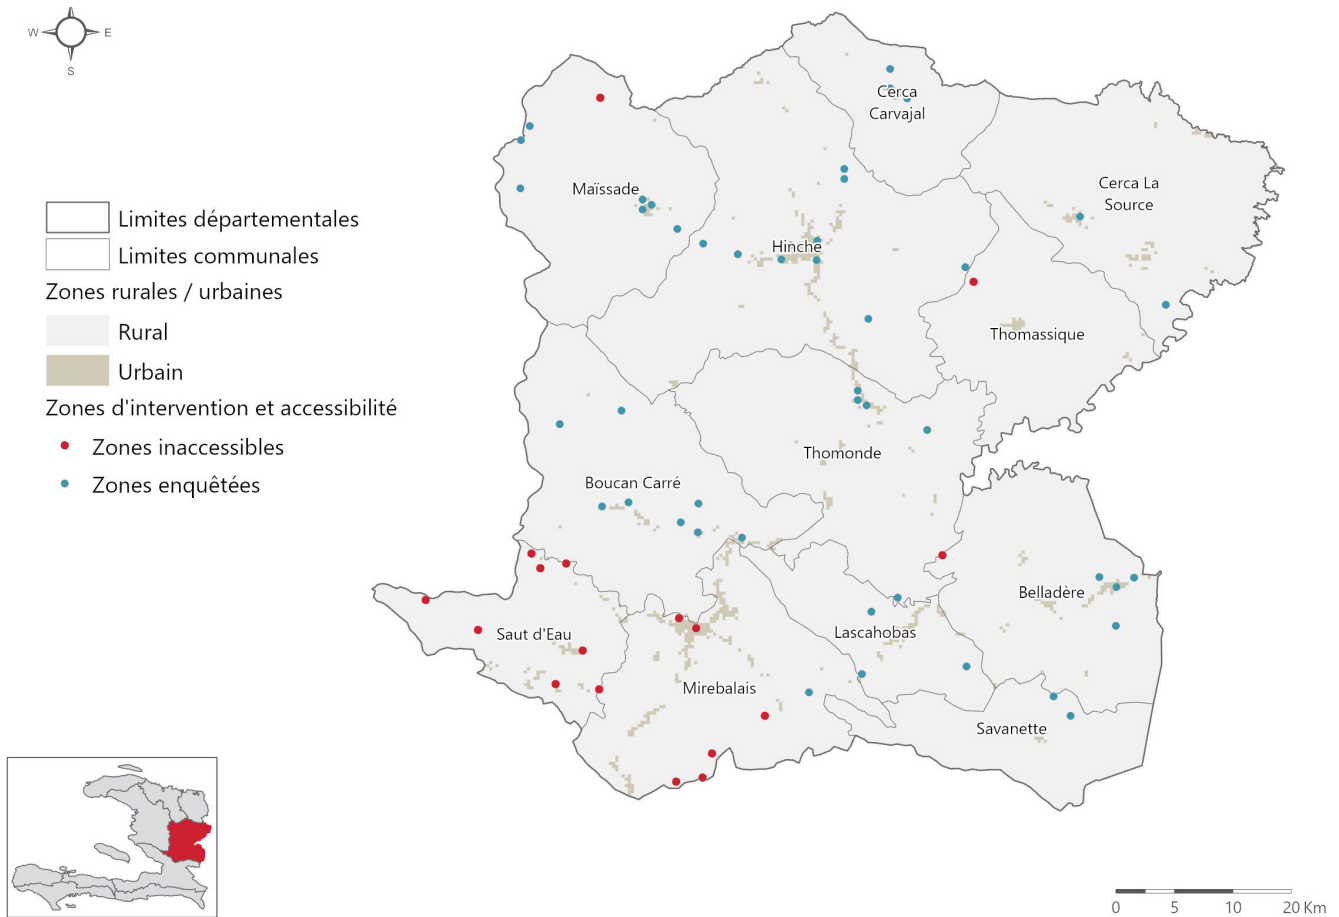 W
E
S
Limites départementales
Limites communales
Zones rurales / urbaines
Rural
Urbain
Zones d'intervention et accessibilité
Zones inaccessibles
Zones enquêtées
Cerca
Carvajal
Maïssade
Cerca La
Source
Hinche
Thomassique
Thomonde
Boucan Carré
Belladère
Saut d'Eau
Lascahobas
Mirebalais
Savanette
0 5 10 20 Km